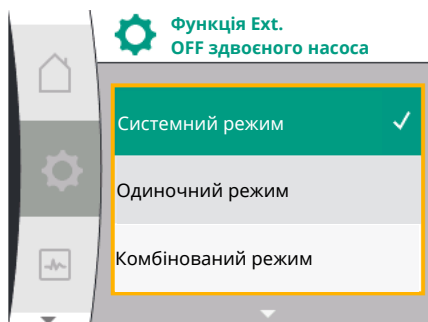 Функція Ext.
OFF здвоєного насоса
Системний режим
Одиночний режим
Комбінований режим